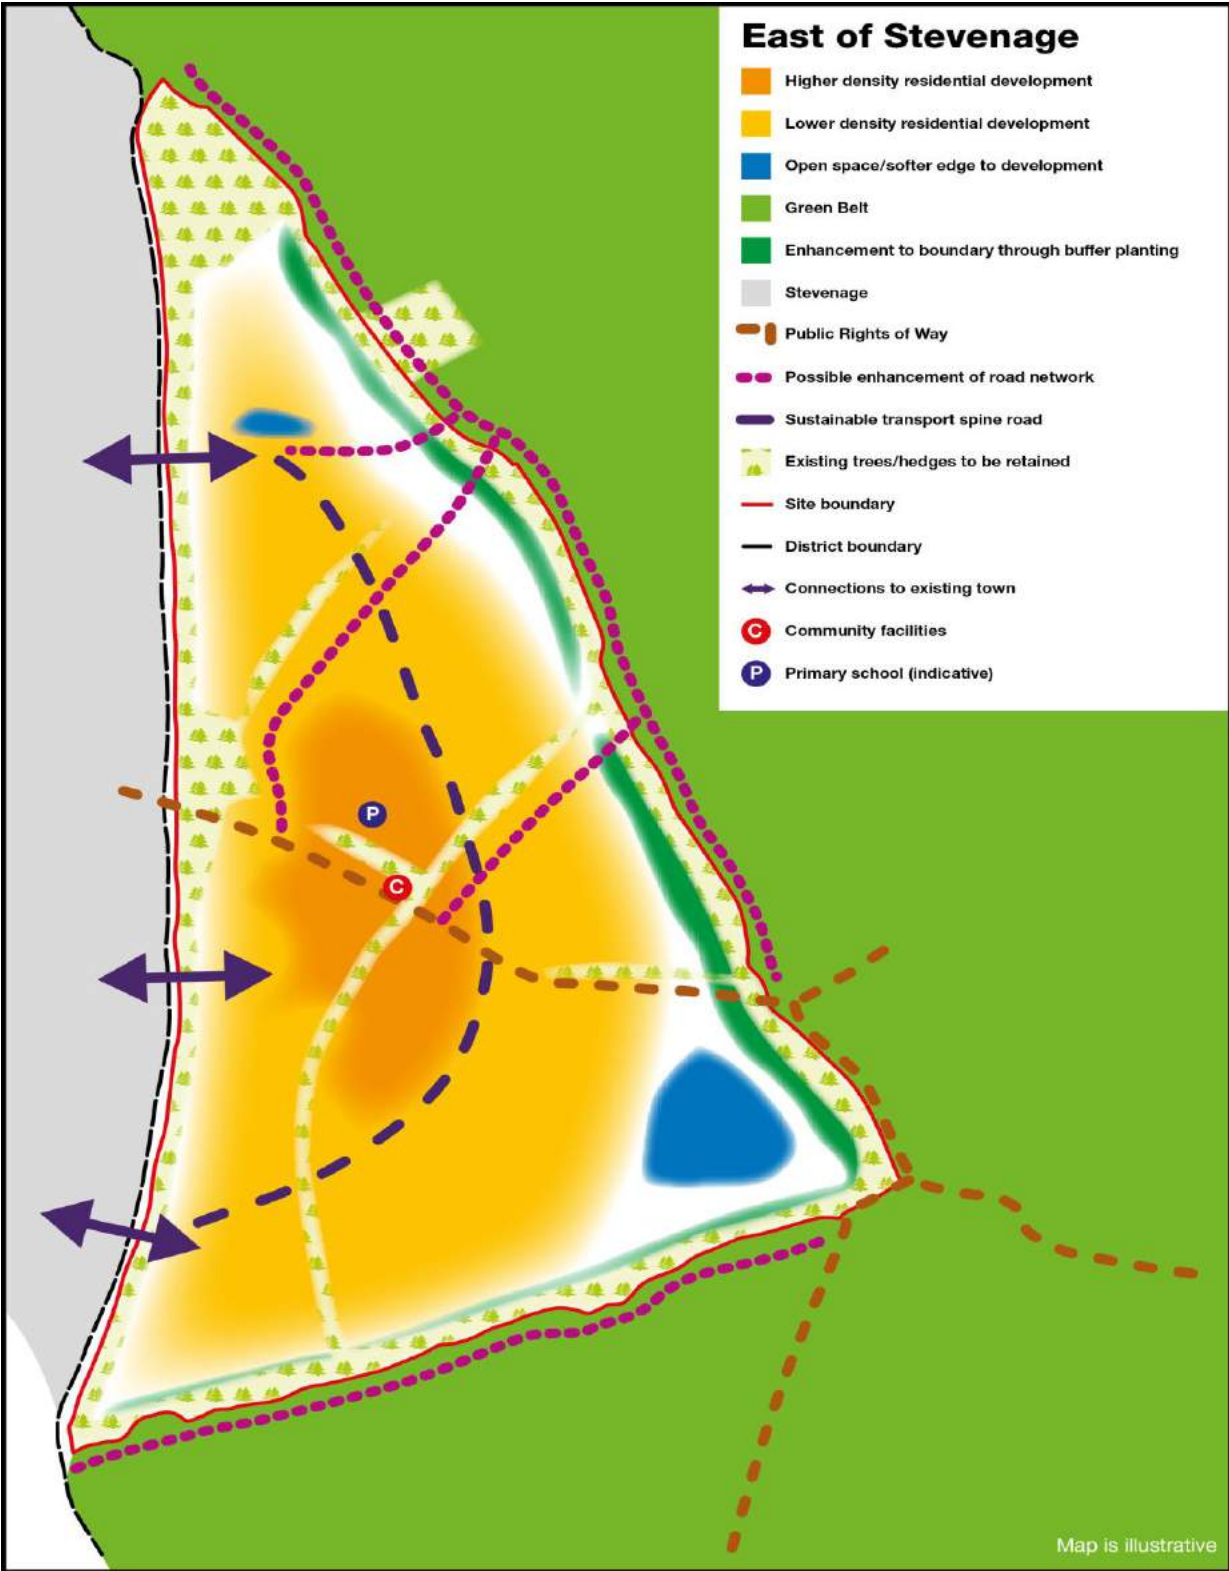 East of Stevenage
Higher density residential development
Lower density residential development
Open space/softer edge to development
Green Belt
Enhancement to boundary through buffer planting
Stevenage
Public Rights of Way
Possible enhancement of road network
Sustainable transport spine road
Existing trees/hedges to be retained
Site boundary
District boundary
Connections to existing town
C Community facilities
P Primary school (indicative)
P
C
Map is illustrative